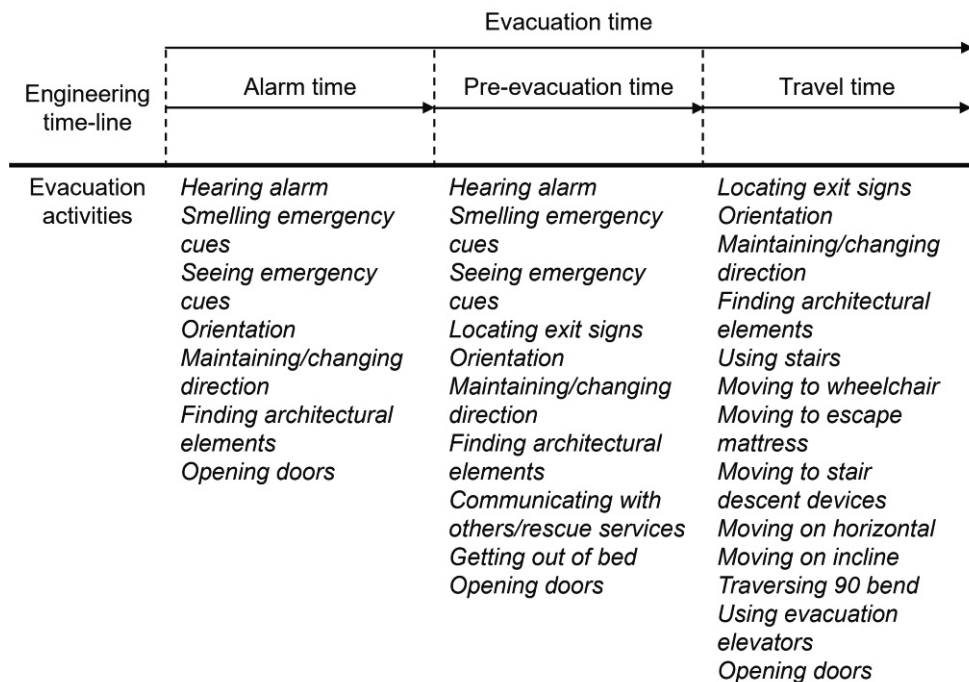 Evacuation time
Engineering
time-line
Alarm time
Pre-evacuation time
Travel time
Evacuation
activities
Hearing alarm
Smelling emergency
cues
Seeing emergency
cues
Orientation
Maintaining/changing
direction
Finding architectural
elements
Opening doors
Hearing alarm
Smelling emergency
cues
Seeing emergency
cues
Locating exit signs
Orientation
Maintaining/changing
direction
Finding architectural
elements
Communicating with
others/rescue services
Getting out of bed
Opening doors
Locating exit signs
Orientation
Maintaining/changing
direction
Finding architectural
elements
Using stairs
Moving to wheelchair
Moving to escape
mattress
Moving to stair
descent devices
Moving on horizontal
Moving on incline
Traversing 90 bend
Using evacuation
elevators
Opening doors